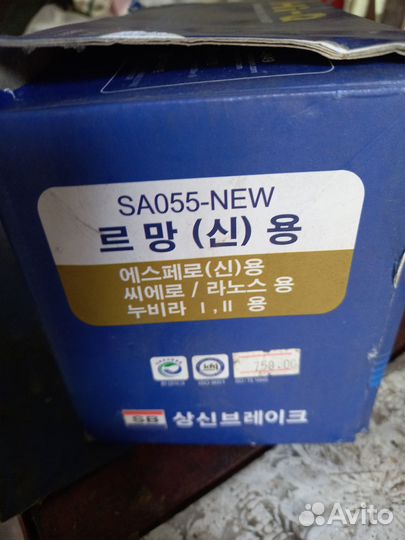 SA055-NEW
르망(신)용
에스페로(신)용
씨에로 / 라노스용
누비라 I , II 용
758.00
SB 상신브레이크
Avito